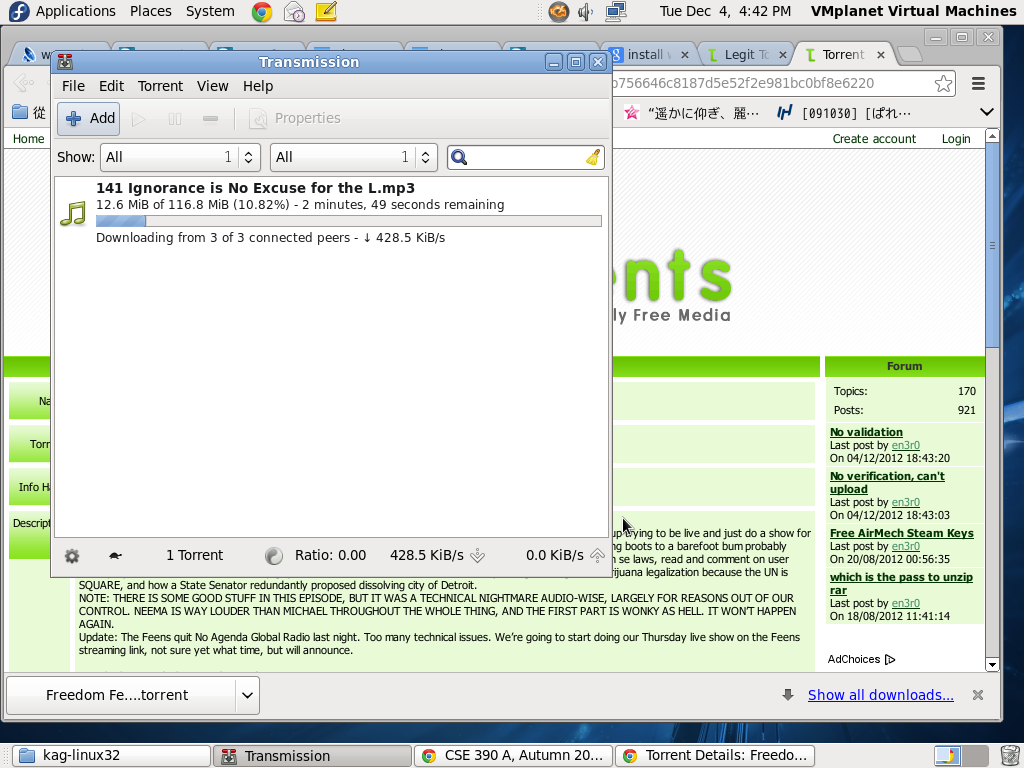 Applications Places System
Tue Dec 4, 4:42 PM VMplanet Virtual Machines
install
Legit To
Torrent
b756646c8187d5e52f2e981bc0bf8e6220
從
“遥かに仰ぎ、麗…
[091030] [ぱれ…
Home
Create account Login
Transmission
File Edit Torrent View Help
Add
Properties
Show: All 1 All 1
141 Ignorance is No Excuse for the L.mp3
12.6 MiB of 116.8 MiB (10.82%) - 2 minutes, 49 seconds remaining
Downloading from 3 of 3 connected peers - ↓ 428.5 KiB/s
1 Torrent Ratio: 0.00 428.5 KiB/s 0.0 KiB/s
nts
ly Free Media
Na
Torr
Info Ha
Descript
up trying to be live and just do a show for
ng boots to a barefoot bum probably
se laws, read and comment on user
ijuana legalization because the UN is
SQUARE, and how a State Senator redundantly proposed dissolving city of Detroit.
NOTE: THERE IS SOME GOOD STUFF IN THIS EPISODE, BUT IT WAS A TECHNICAL NIGHTMARE AUDIO-WISE, LARGELY FOR REASONS OUT OF OUR
CONTROL. NEEMA IS WAY LOUDER THAN MICHAEL THROUGHOUT THE WHOLE THING, AND THE FIRST PART IS WONKY AS HELL. IT WON'T HAPPEN
AGAIN.
Update: The Feens quit No Agenda Global Radio last night. Too many technical issues. We’re going to start doing our Thursday live show on the Feens
streaming link, not sure yet what time, but will announce.
Forum
Topics: 170
Posts: 921
No validation
Last post by en3r0
On 04/12/2012 18:43:20
No verification, can't
upload
Last post by en3r0
On 04/12/2012 18:43:03
Free AirMech Steam Keys
Last post by en3r0
On 20/08/2012 00:56:35
which is the pass to unzip
rar
Last post by en3r0
On 18/08/2012 11:41:14
AdChoices
Freedom Fe....torrent
Show all downloads...
kag-linux32
Transmission
CSE 390 A, Autumn 20...
Torrent Details: Freedo...